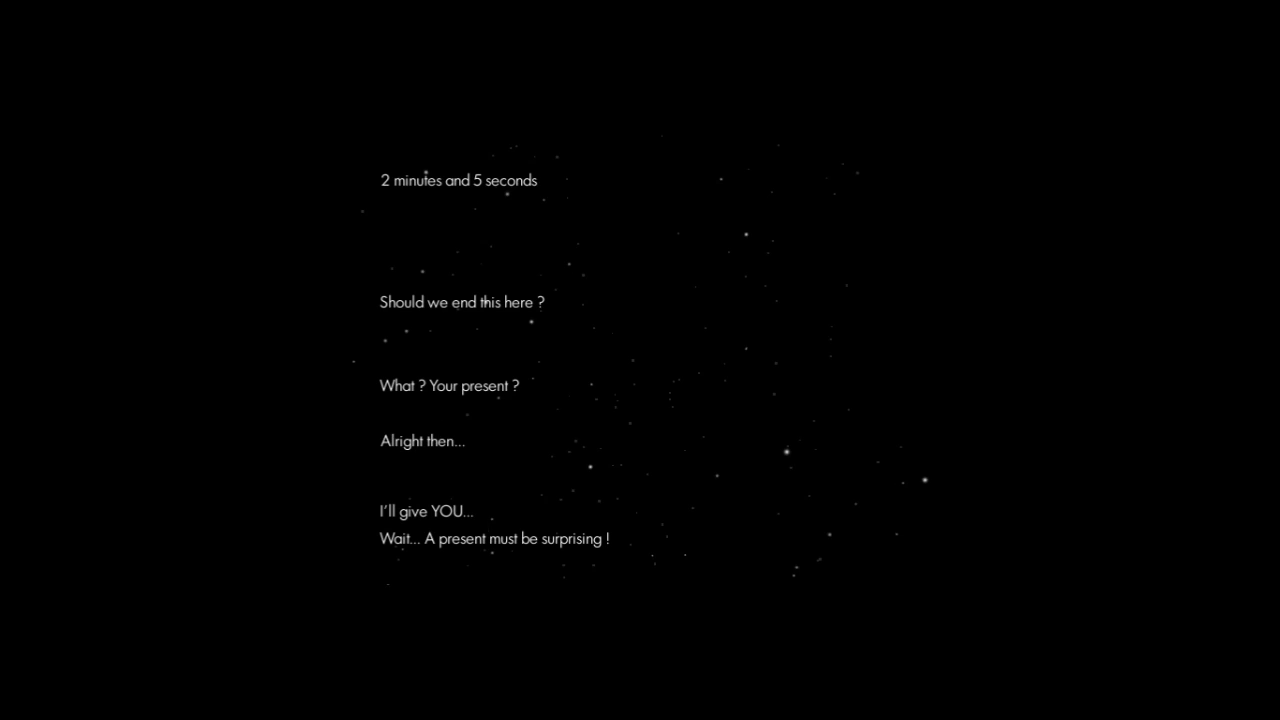 2 minutes and 5 seconds
Should we end this here ?
What ? Your present ?
Alright then...
I'll give YOU...
Wait... A present must be surprising !